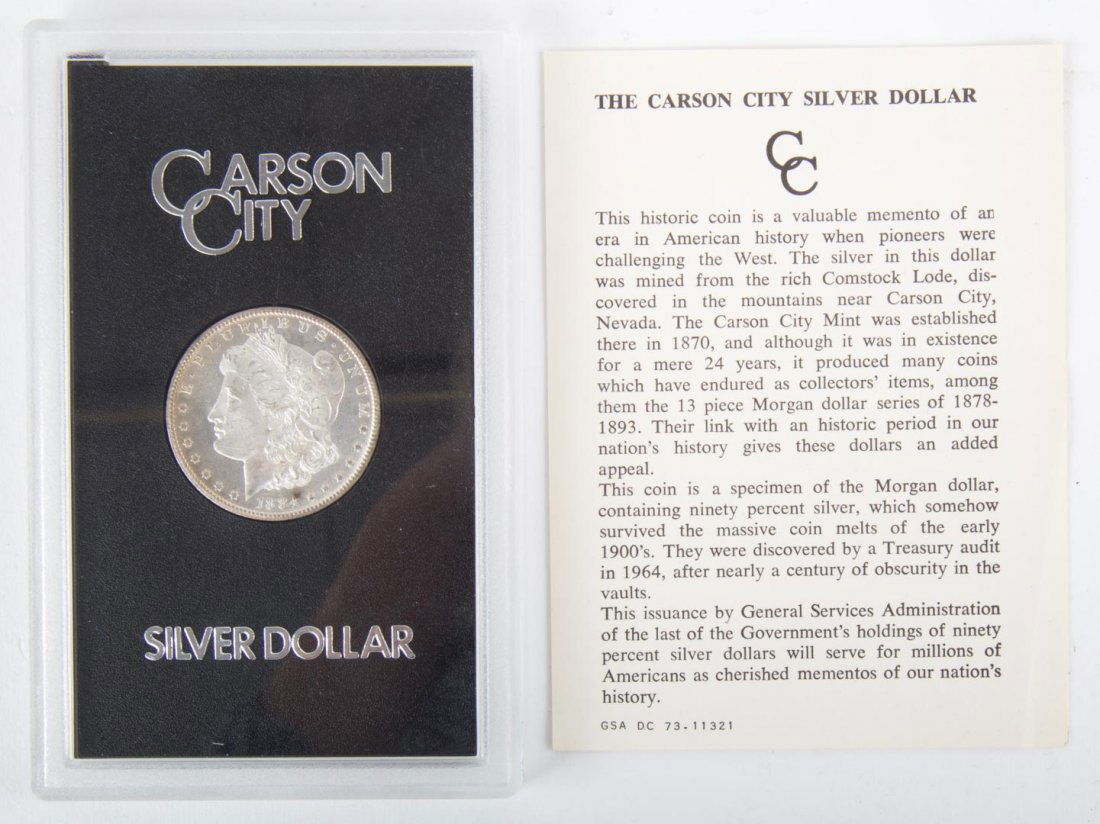 CARSON
CITY
E·PLURIBUS·UNUM
1884
SILVER DOLLAR
THE CARSON CITY SILVER DOLLAR
CC
This historic coin is a valuable memento of an
era in American history when pioneers were
challenging the West. The silver in this dollar
was mined from the rich Comstock Lode, dis-
covered in the mountains near Carson City,
Nevada. The Carson City Mint was established
there in 1870, and although it was in existence
for a mere 24 years, it produced many coins
which have endured as collectors' items, among
them the 13 piece Morgan dollar series of 1878-
1893. Their link with an historic period in our
nation's history gives these dollars an added
appeal.
This coin is a specimen of the Morgan dollar,
containing ninety percent silver, which somehow
survived the massive coin melts of the early
1900's. They were discovered by a Treasury audit
in 1964, after nearly a century of obscurity in the
vaults.
This issuance by General Services Administration
of the last of the Government's holdings of ninety
percent silver dollars will serve for millions of
Americans as cherished mementos of our nation's
history.
GSA DC 73-11321